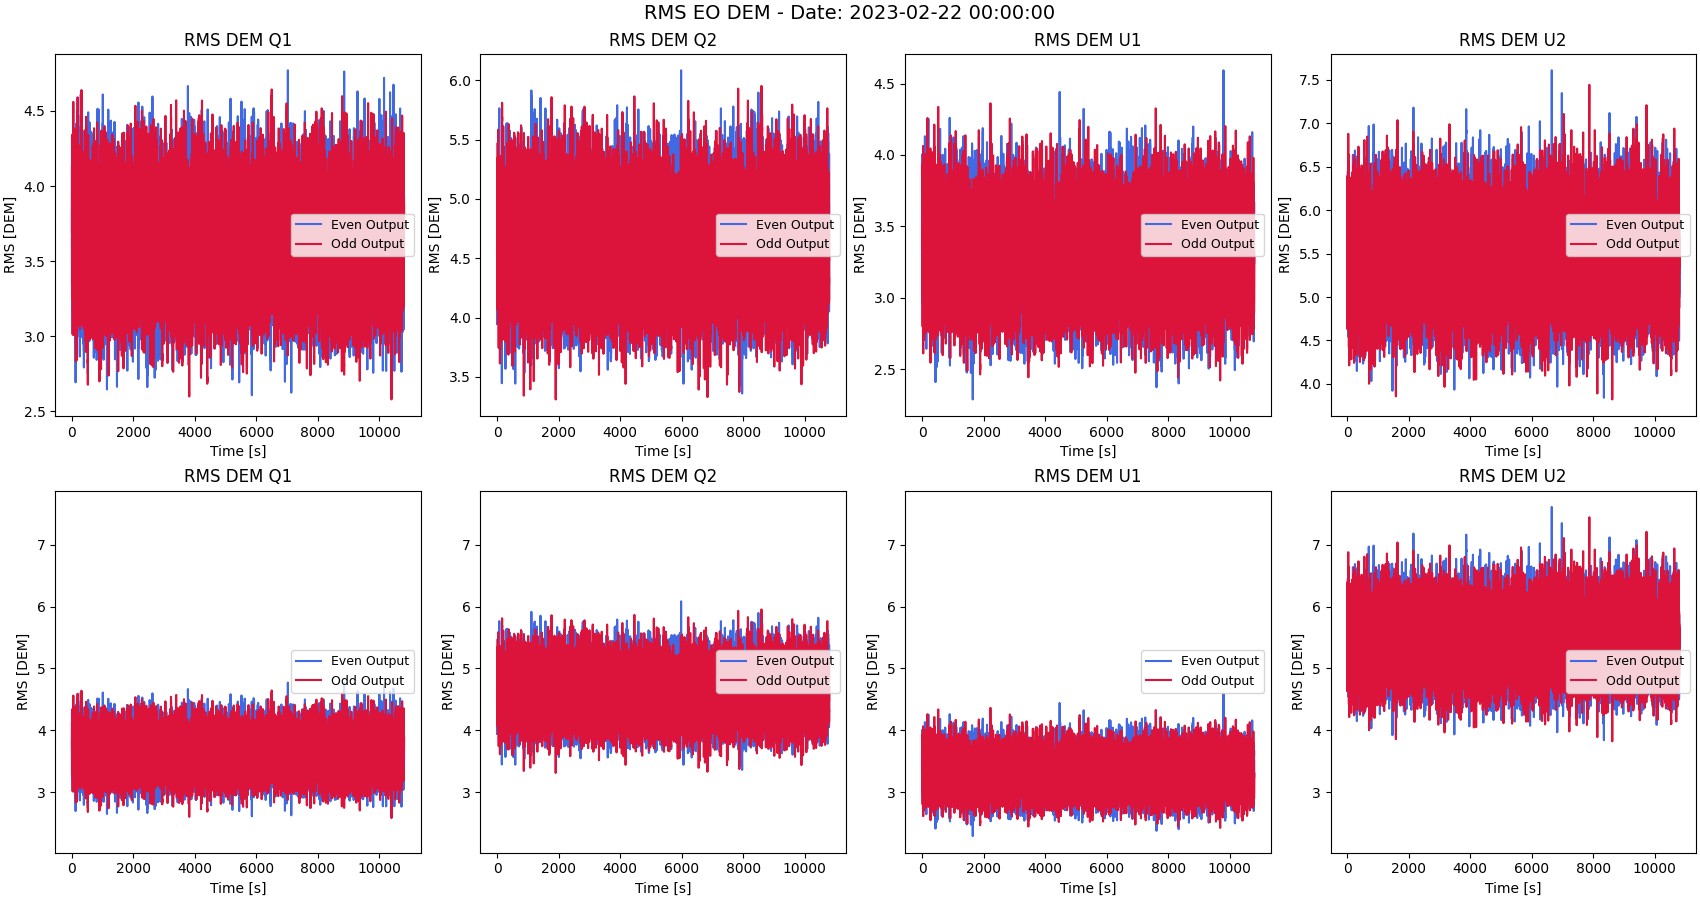 RMS EO DEM - Date: 2023-02-22 00:00:00
RMS DEM Q1
RMS DEM Q2
RMS DEM U1
RMS DEM U2
RMS [DEM]
4.5
4.0
3.5
3.0
2.5
Even Output
Odd Output
0 2000 4000 6000 8000 10000
Time [s]
RMS [DEM]
6.0
5.5
5.0
4.5
4.0
3.5
Even Output
Odd Output
0 2000 4000 6000 8000 10000
Time [s]
RMS [DEM]
4.5
4.0
3.5
3.0
2.5
Even Output
Odd Output
0 2000 4000 6000 8000 10000
Time [s]
RMS [DEM]
7.5
7.0
6.5
6.0
5.5
5.0
4.5
4.0
Even Output
Odd Output
0 2000 4000 6000 8000 10000
Time [s]
RMS DEM Q1
RMS DEM Q2
RMS DEM U1
RMS DEM U2
RMS [DEM]
7
6
5
4
3
Even Output
Odd Output
0 2000 4000 6000 8000 10000
Time [s]
RMS [DEM]
7
6
5
4
3
Even Output
Odd Output
0 2000 4000 6000 8000 10000
Time [s]
RMS [DEM]
7
6
5
4
3
Even Output
Odd Output
0 2000 4000 6000 8000 10000
Time [s]
RMS [DEM]
7
6
5
4
3
Even Output
Odd Output
0 2000 4000 6000 8000 10000
Time [s]